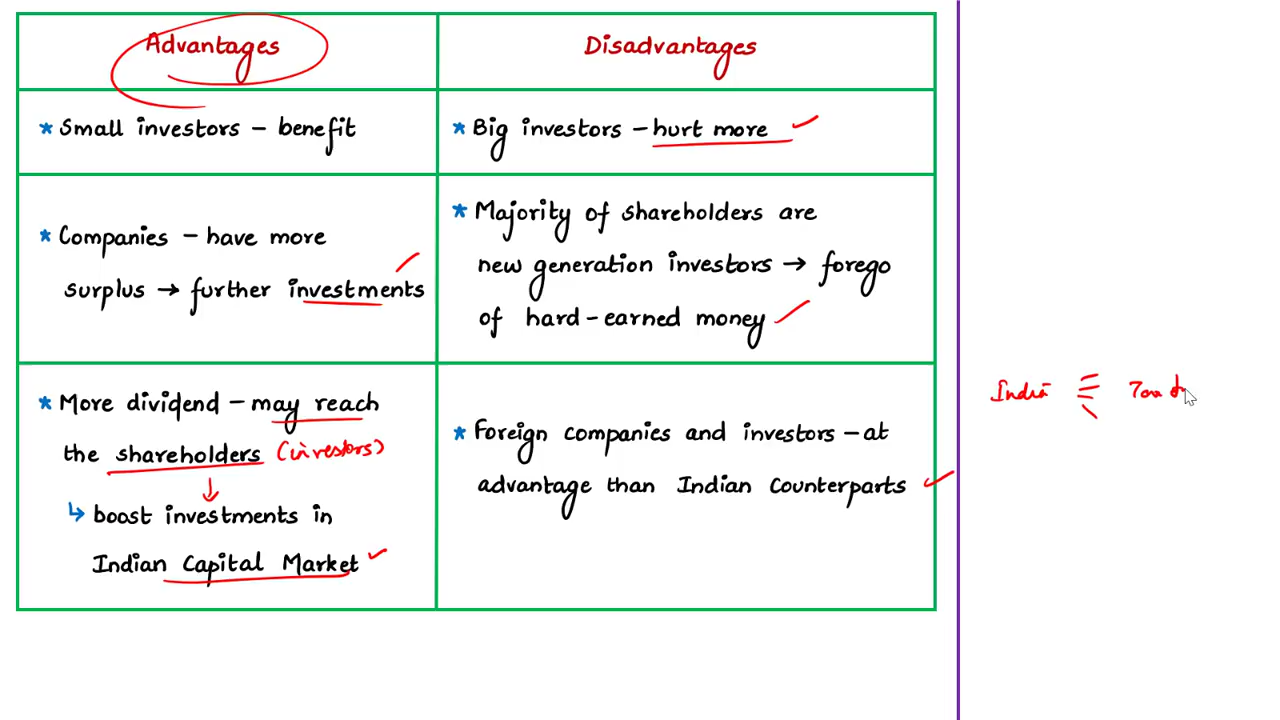 Advantages
Disadvantages
* Small investors – benefit
* Big investors – hurt more
* Companies – have more
surplus → further investments
* Majority of shareholders are
new generation investors → forego
of hard-earned money
* More dividend – may reach
the shareholders (investors)
↳ boost investments in
Indian Capital Market
* Foreign companies and investors – at
advantage than Indian Counterparts
India